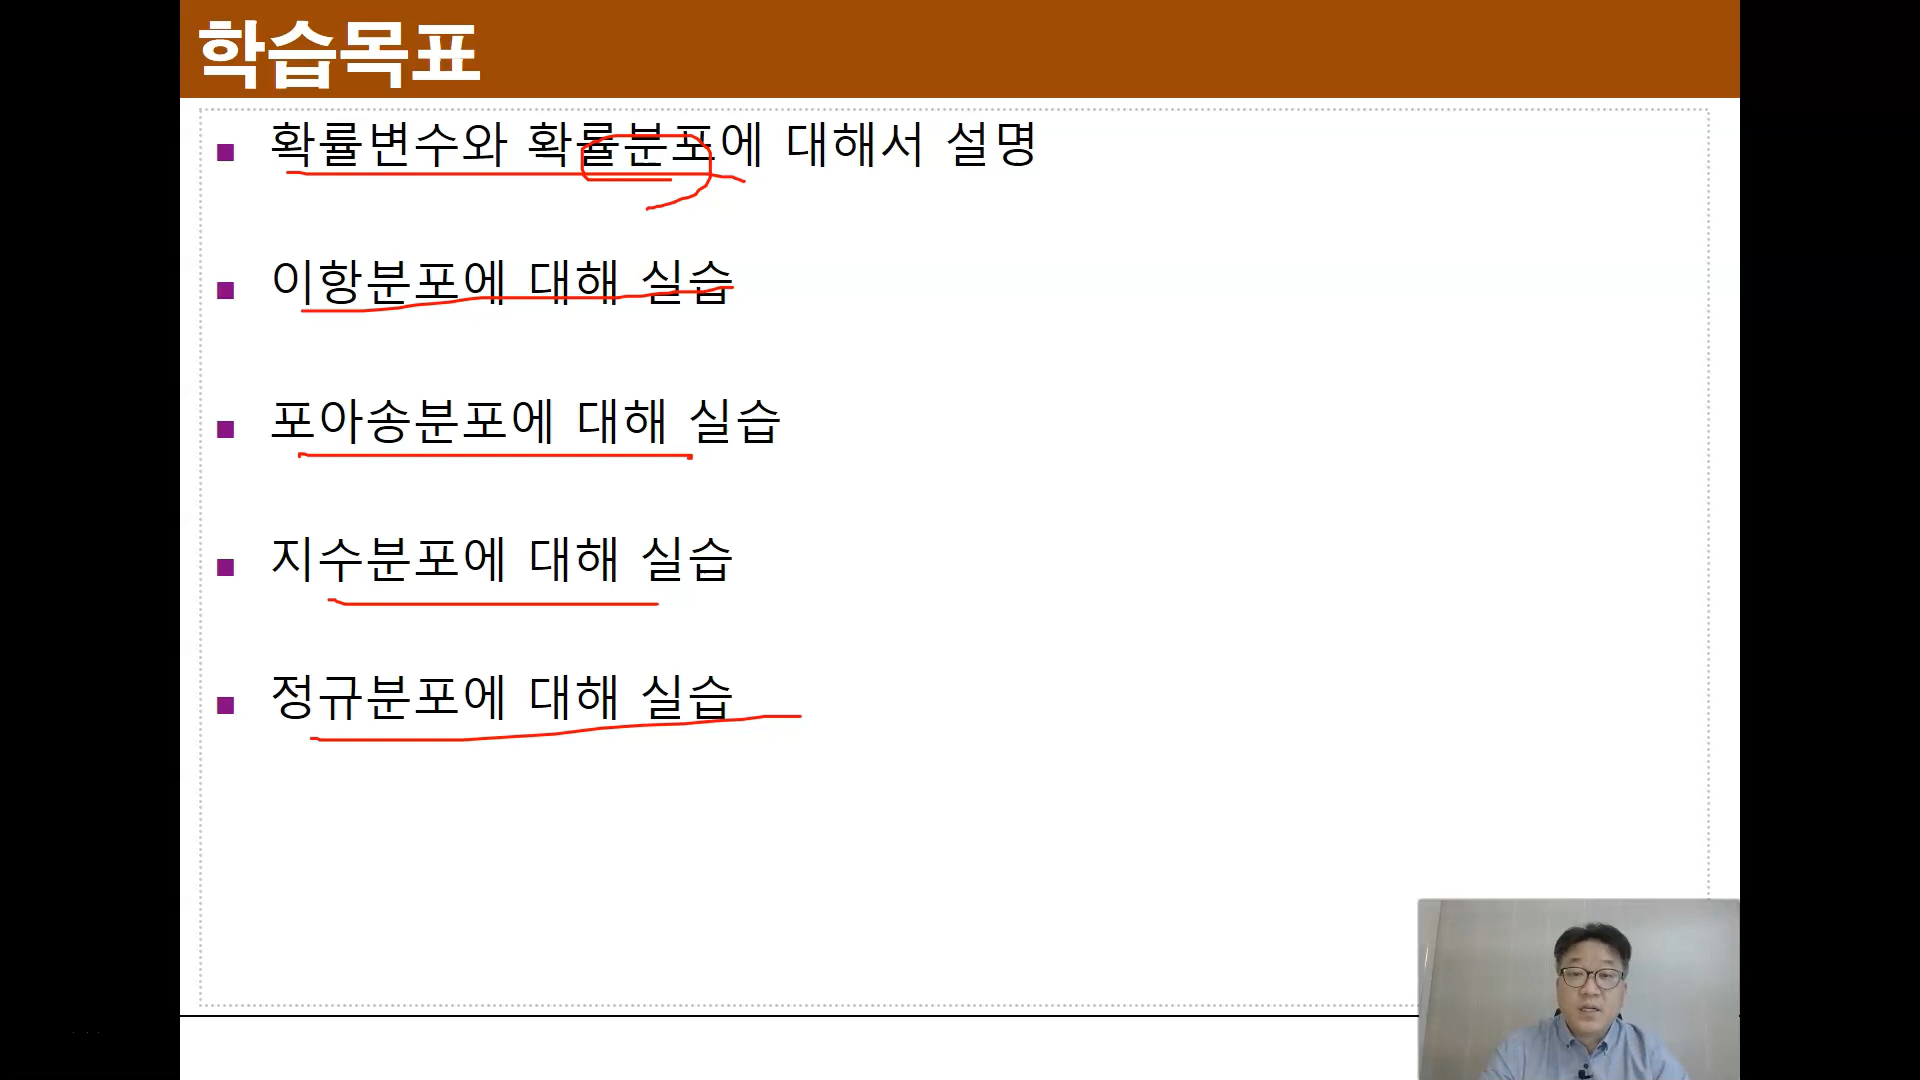 학습목표
확률변수와 확률분포에 대해서 설명
이항분포에 대해 실습
포아송분포에 대해 실습
지수분포에 대해 실습
정규분포에 대해 실습